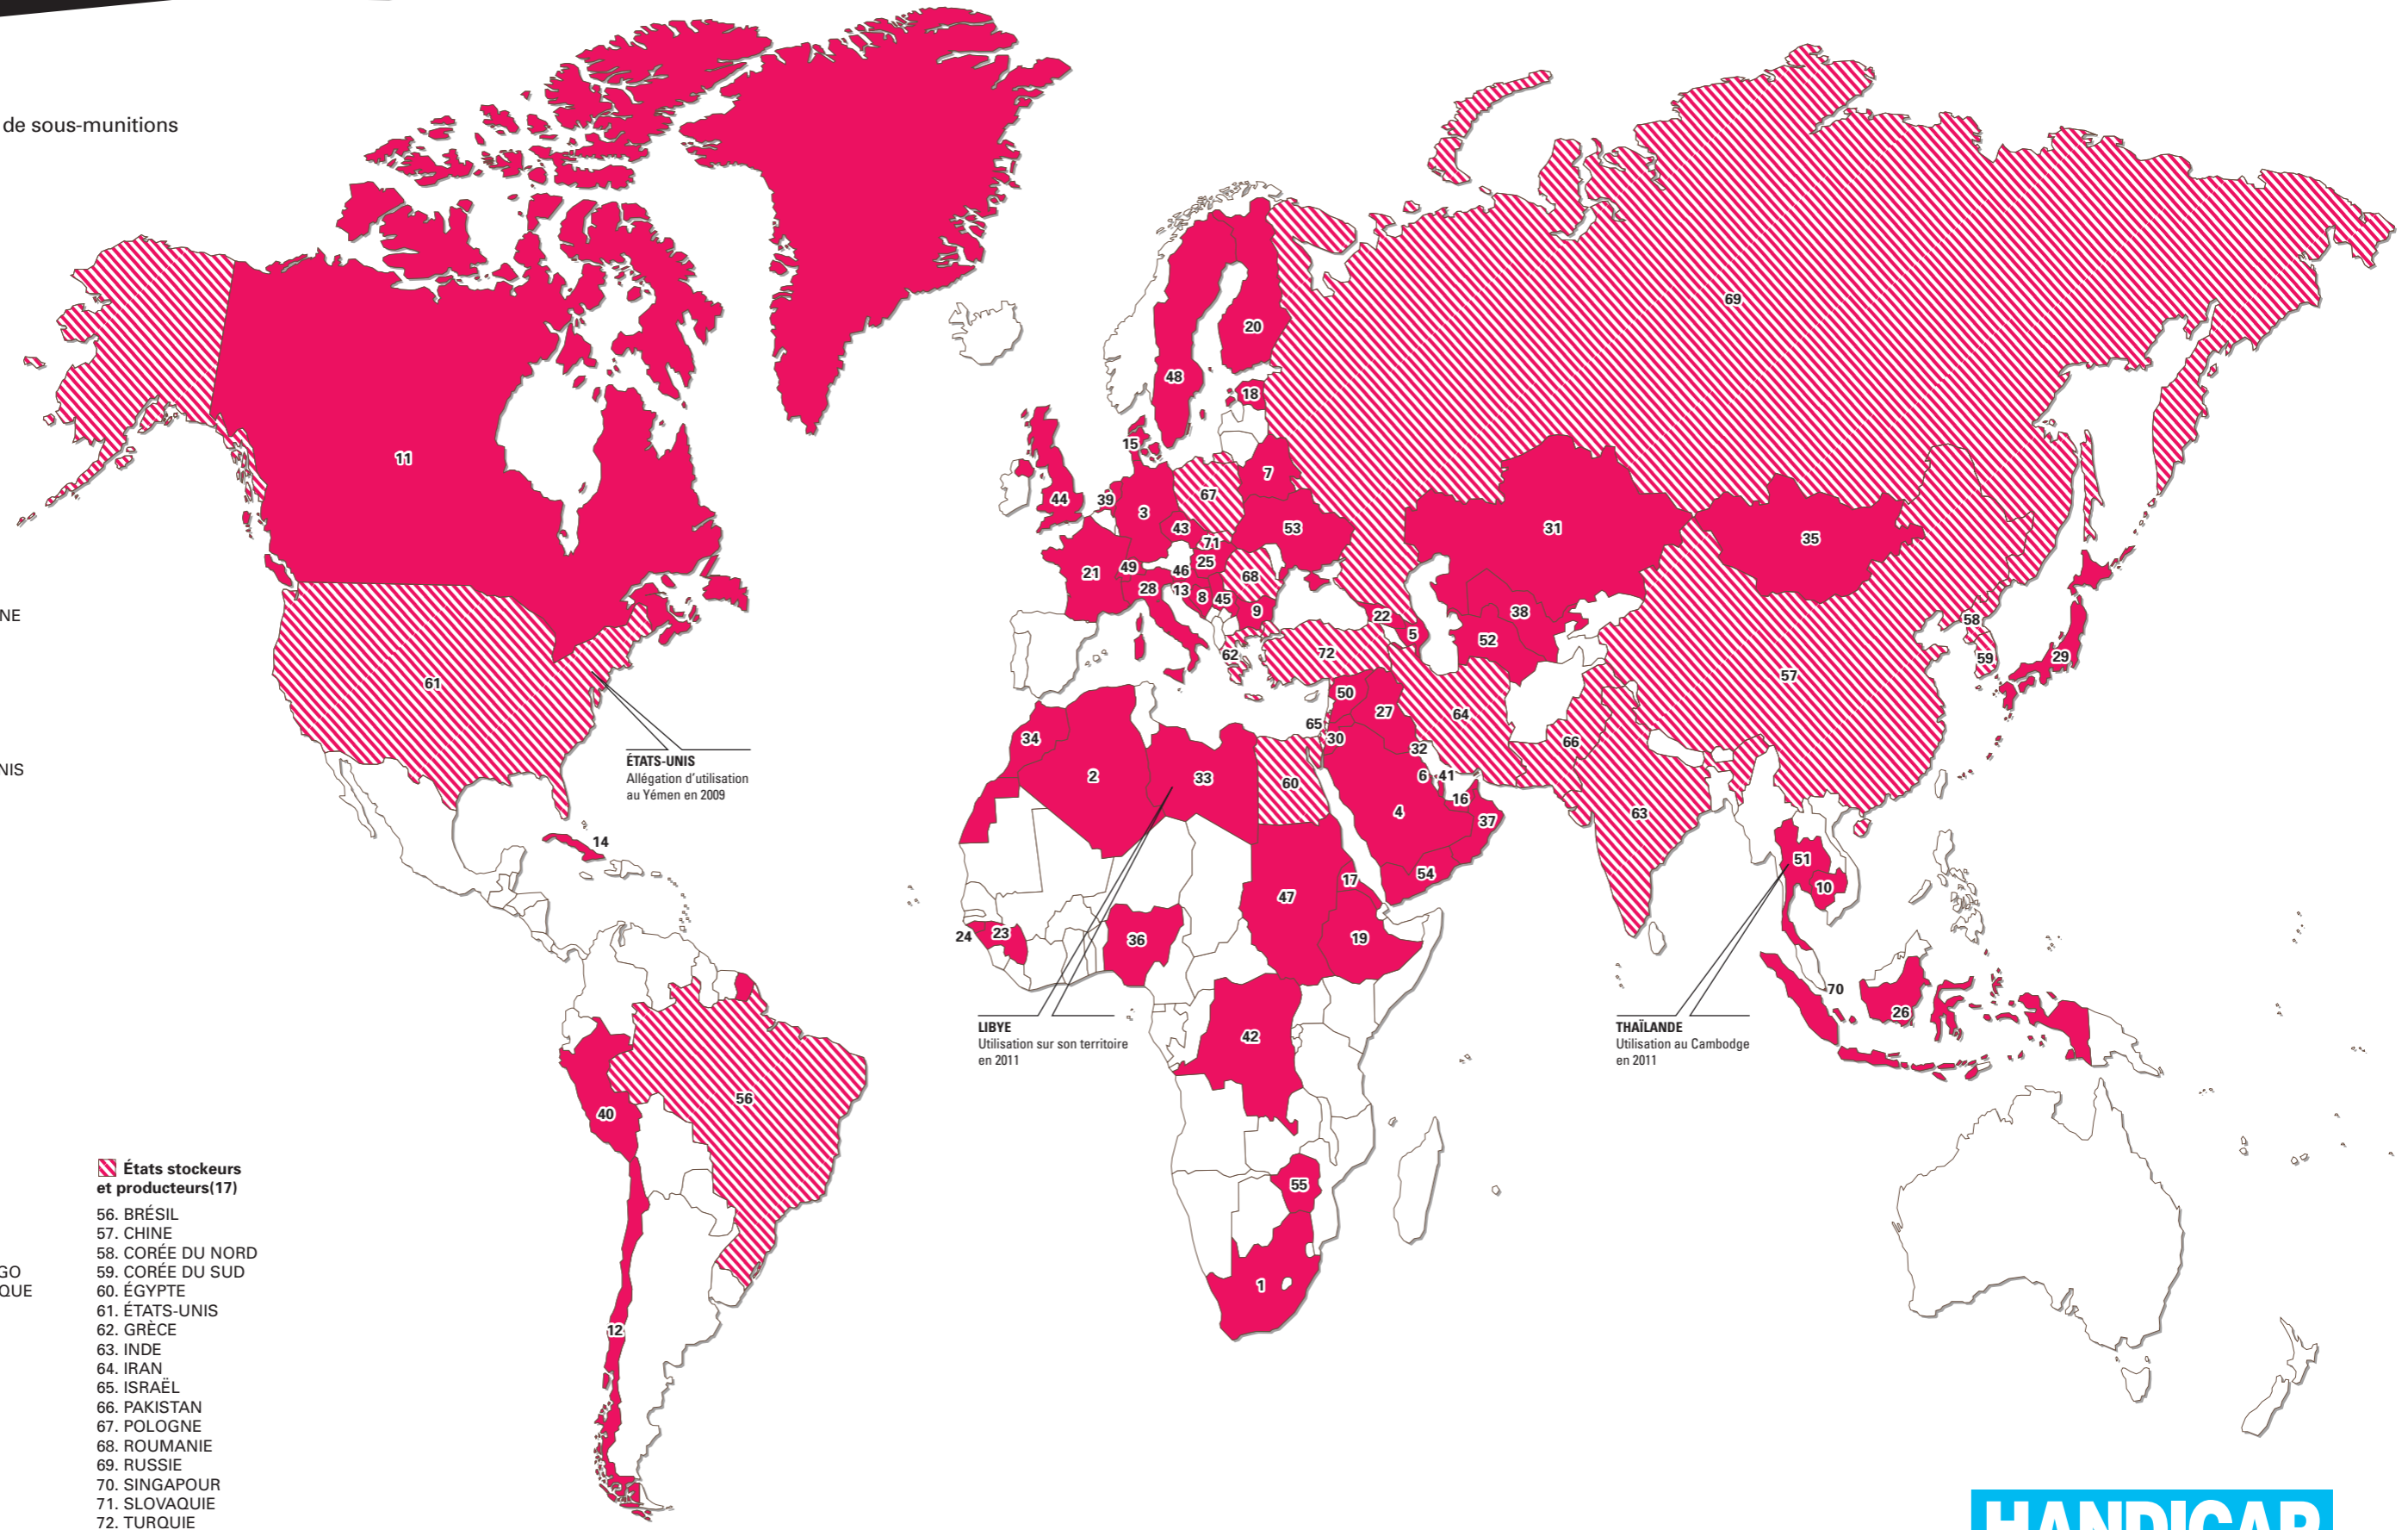 de sous-munitions
NE
NIS
GO
QUE
États stockeurs
et producteurs(17)
56. BRÉSIL
57. CHINE
58. CORÉE DU NORD
59. CORÉE DU SUD
60. ÉGYPTE
61. ÉTATS-UNIS
62. GRÈCE
63. INDE
64. IRAN
65. ISRAËL
66. PAKISTAN
67. POLOGNE
68. ROUMANIE
69. RUSSIE
70. SINGAPOUR
71. SLOVAQUIE
72. TURQUIE
ÉTATS-UNIS
Allégation d'utilisation
au Yémen en 2009
LIBYE
Utilisation sur son territoire
en 2011
THAÏLANDE
Utilisation au Cambodge
en 2011
11
61
14
40
56
12
69
20
48
18
15
7
44
39
67
3
43
53
71
31
35
21
49
46
25
68
28
13
8
45
9
38
22
5
52
58
62
72
59
29
57
50
27
64
65
30
34
32
66
2
33
60
6
41
16
4
37
63
51
54
17
10
47
24
23
36
19
70
26
42
55
1
HANDICAP